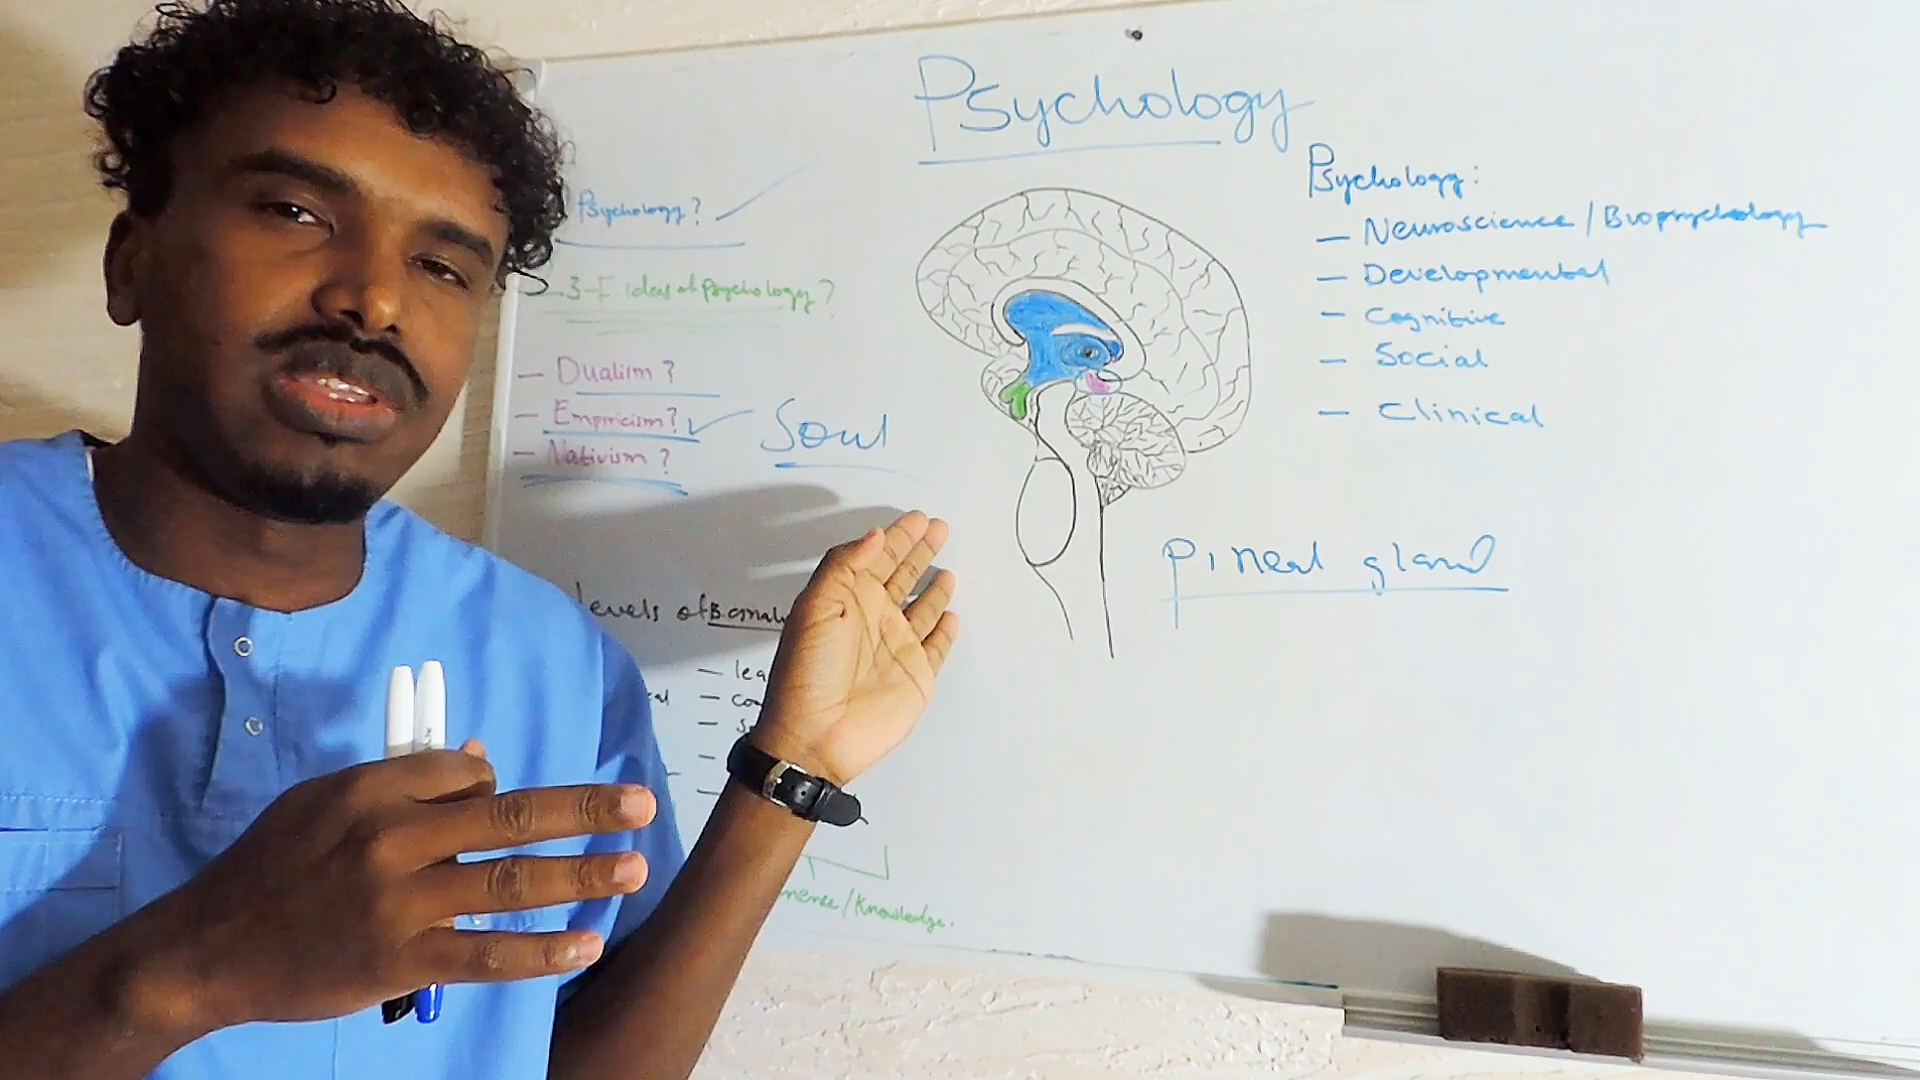 Psychology
Psychology?
3-F ideas of psychology?
— Dualism?
— Empiricism?
Soul
— Nativism?
levels of
—
— 
—
—
—
/Knowledge.
Psychology:
— Neuroscience / Biopsychology
— Developmental
— Cognitive
— Social
— Clinical
Pineal gland